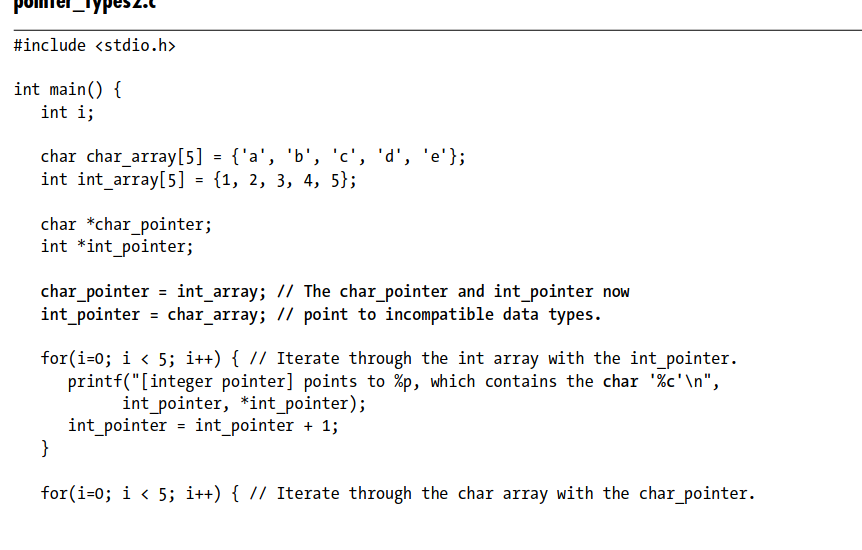 pointer_types2.c
#include <stdio.h>
int main() {
   int i;
   char char_array[5] = {'a', 'b', 'c', 'd', 'e'};
   int int_array[5] = {1, 2, 3, 4, 5};
   char *char_pointer;
   int *int_pointer;
   char_pointer = int_array; // The char_pointer and int_pointer now
   int_pointer = char_array; // point to incompatible data types.
   for(i=0; i < 5; i++) { // Iterate through the int array with the int_pointer.
      printf("[integer pointer] points to %p, which contains the char '%c'\n",
            int_pointer, *int_pointer);
      int_pointer = int_pointer + 1;
   }
   for(i=0; i < 5; i++) { // Iterate through the char array with the char_pointer.